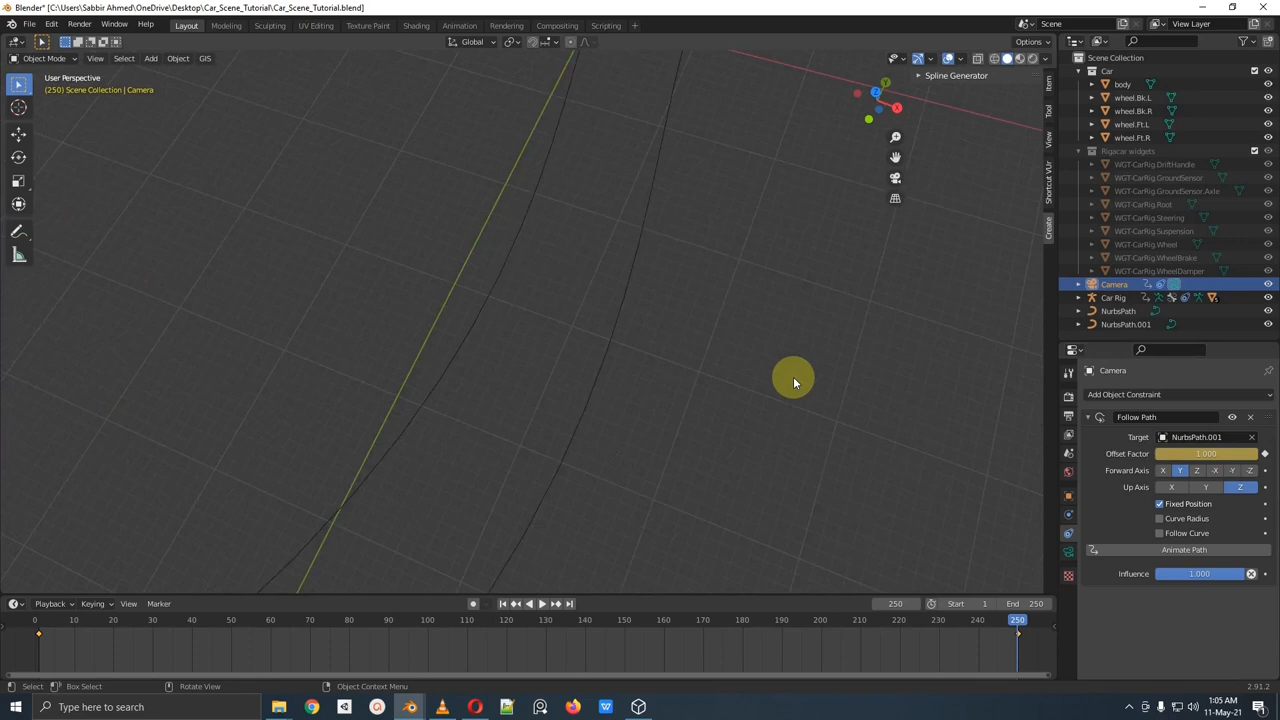 Blender* [C:\Users\Sabbir Ahmed\OneDrive\Desktop\Car_Scene_Tutorial\Car_Scene_Tutorial.blend]
File Edit Render Window Help Layout Modeling Sculpting UV Editing Texture Paint Shading Animation Rendering Compositing Scripting + Scene View Layer
Global Options
Object Mode View Select Add Object GIS
User Perspective
(250) Scene Collection | Camera
Spline Generator
X
Y
Z
Item
Tool
View
Shortcut VUr
Create
Scene Collection
Car
body
wheel.Bk.L
wheel.Bk.R
wheel.Ft.L
wheel.Ft.R
Rigacar widgets
WGT-CarRig.DriftHandle
WGT-CarRig.GroundSensor
WGT-CarRig.GroundSensor.Axle
WGT-CarRig.Root
WGT-CarRig.Steering
WGT-CarRig.Suspension
WGT-CarRig.Wheel
WGT-CarRig.WheelBrake
WGT-CarRig.WheelDamper
Camera
Car Rig
NurbsPath
NurbsPath.001
Camera
Add Object Constraint
Follow Path
Target NurbsPath.001
Offset Factor 1.000
Forward Axis X Y Z -X -Y -Z
Up Axis X Y Z
Fixed Position
Curve Radius
Follow Curve
Animate Path
Influence 1.000
Playback Keying View Marker 250 Start 1 End 250
0 10 20 30 40 50 60 70 80 90 100 110 120 130 140 150 160 170 180 190 200 210 220 230 240 250
Select Box Select Rotate View Object Context Menu 2.91.2
Type here to search
1:05 AM
11-May-21